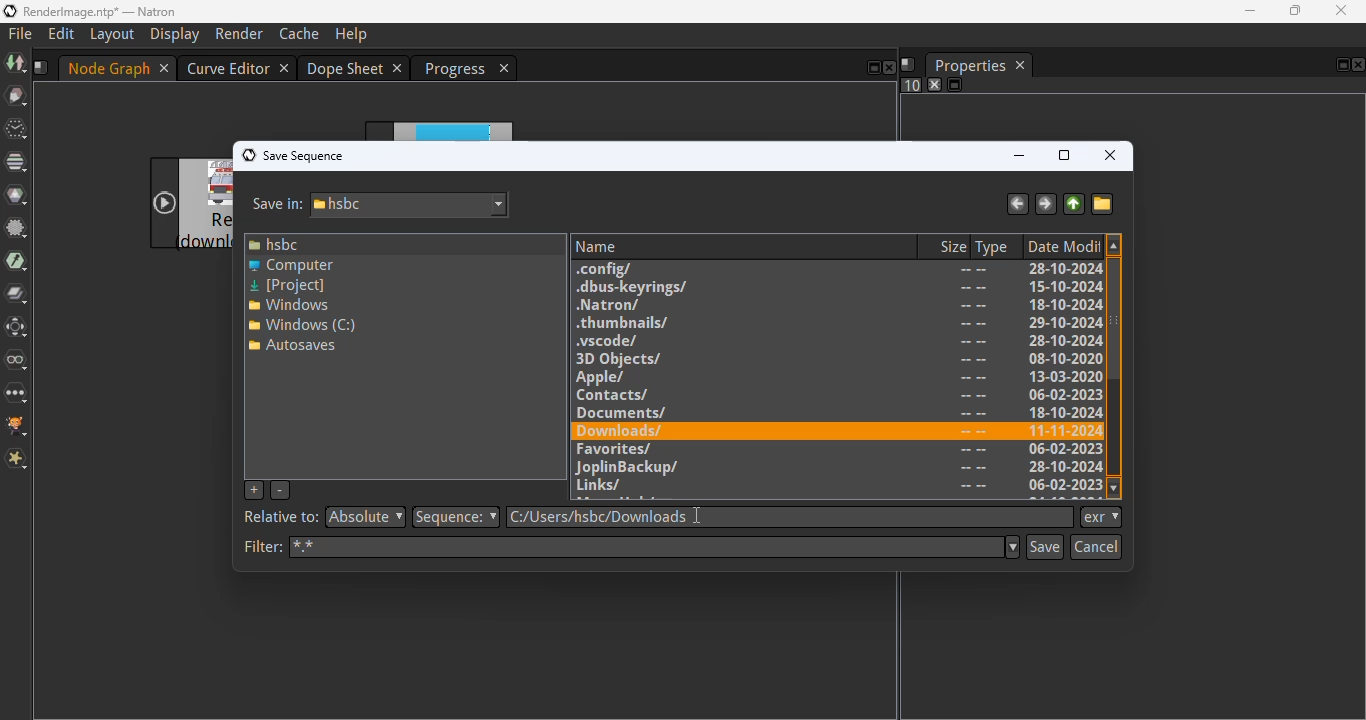 RenderImage.ntp* — Natron
File Edit Layout Display Render Cache Help
Node Graph Curve Editor Dope Sheet Progress
Properties
10
Re
(downl
Save Sequence
Save in: hsbc
hsbc
Computer
[Project]
Windows
Windows (C:)
Autosaves
+ -
Name Size Type Date Modif
.config/ -- -- 28-10-2024
.dbus-keyrings/ -- -- 15-10-2024
.Natron/ -- -- 18-10-2024
.thumbnails/ -- -- 29-10-2024
.vscode/ -- -- 28-10-2024
3D Objects/ -- -- 08-10-2020
Apple/ -- -- 13-03-2020
Contacts/ -- -- 06-02-2023
Documents/ -- -- 18-10-2024
Downloads/ -- -- 11-11-2024
Favorites/ -- -- 06-02-2023
JoplinBackup/ -- -- 28-10-2024
Links/ -- -- 06-02-2023
Relative to: Absolute Sequence: C:/Users/hsbc/Downloads exr
Filter: *.* Save Cancel